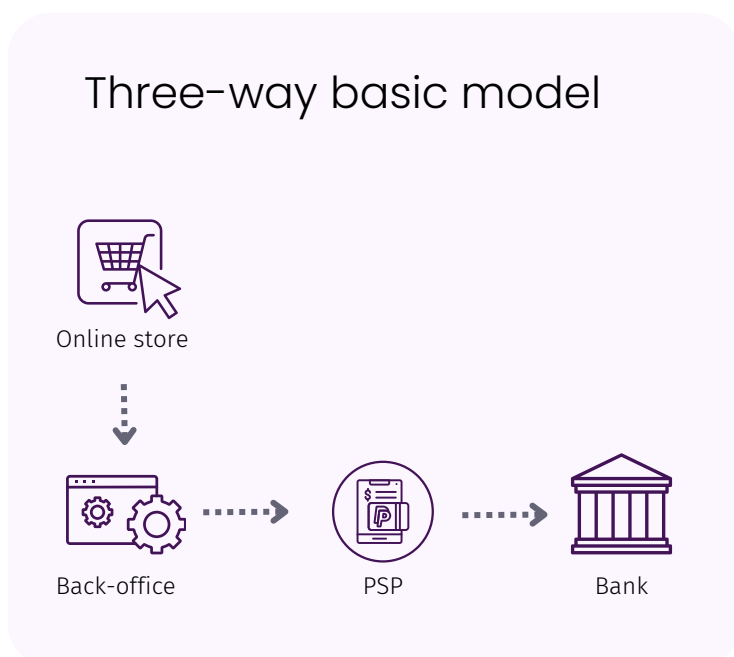 Three-way basic model
Online store
$
P
Back-office
PSP
Bank